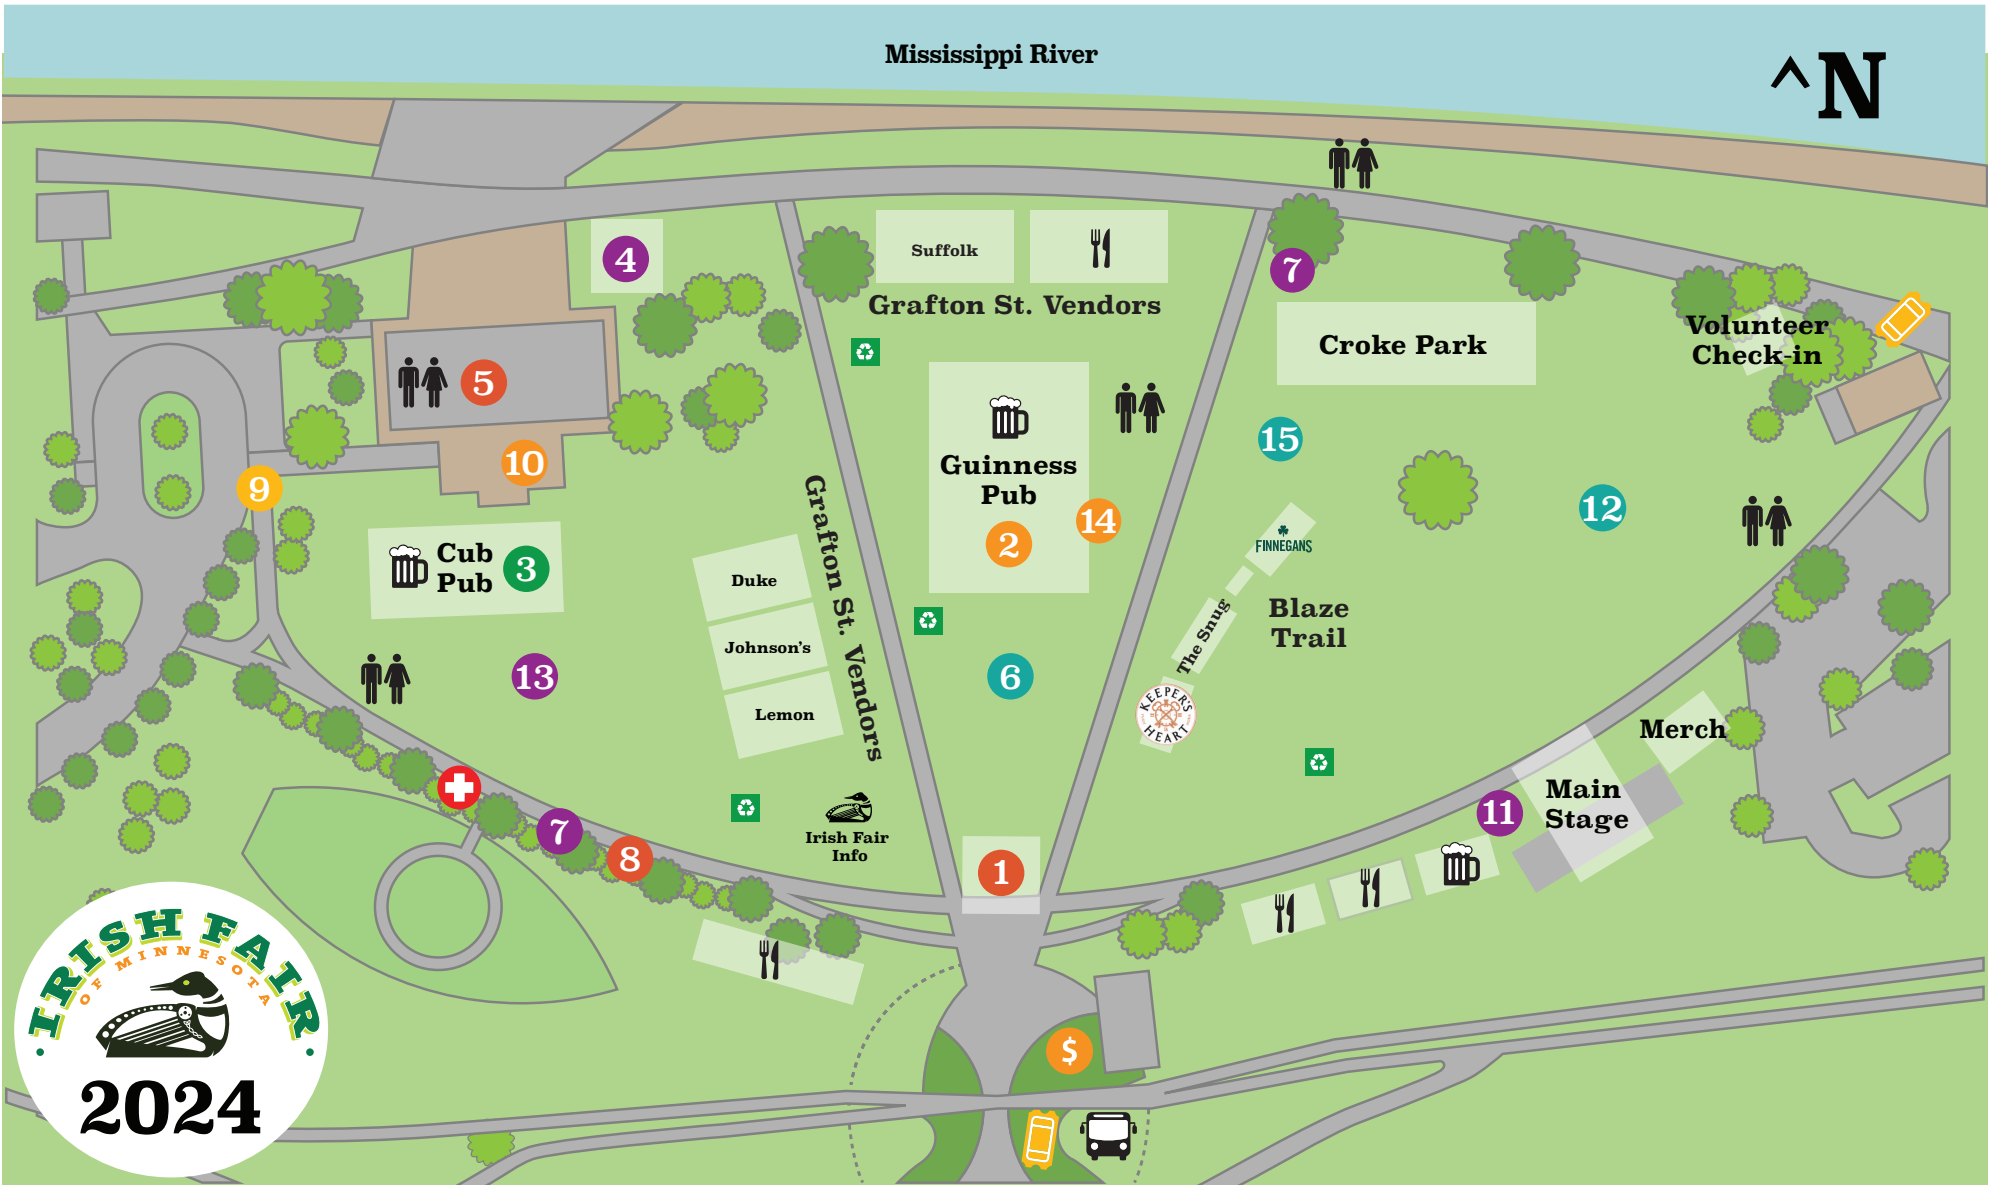 Mississippi River
^N
4
Suffolk
Grafton St. Vendors
7
Croke Park
Volunteer
Check-in
5
10
9
Guinness
Pub
2
14
15
12
Cub
Pub
3
13
Duke
Johnson's
Lemon
Grafton St. Vendors
6
FINNEGANS
The Snug
KEEPER'S
HEART
Blaze
Trail
Merch
Main
Stage
11
7
8
Irish Fair
Info
1
$
IRISH FAIR
OF MINNESOTA
2024